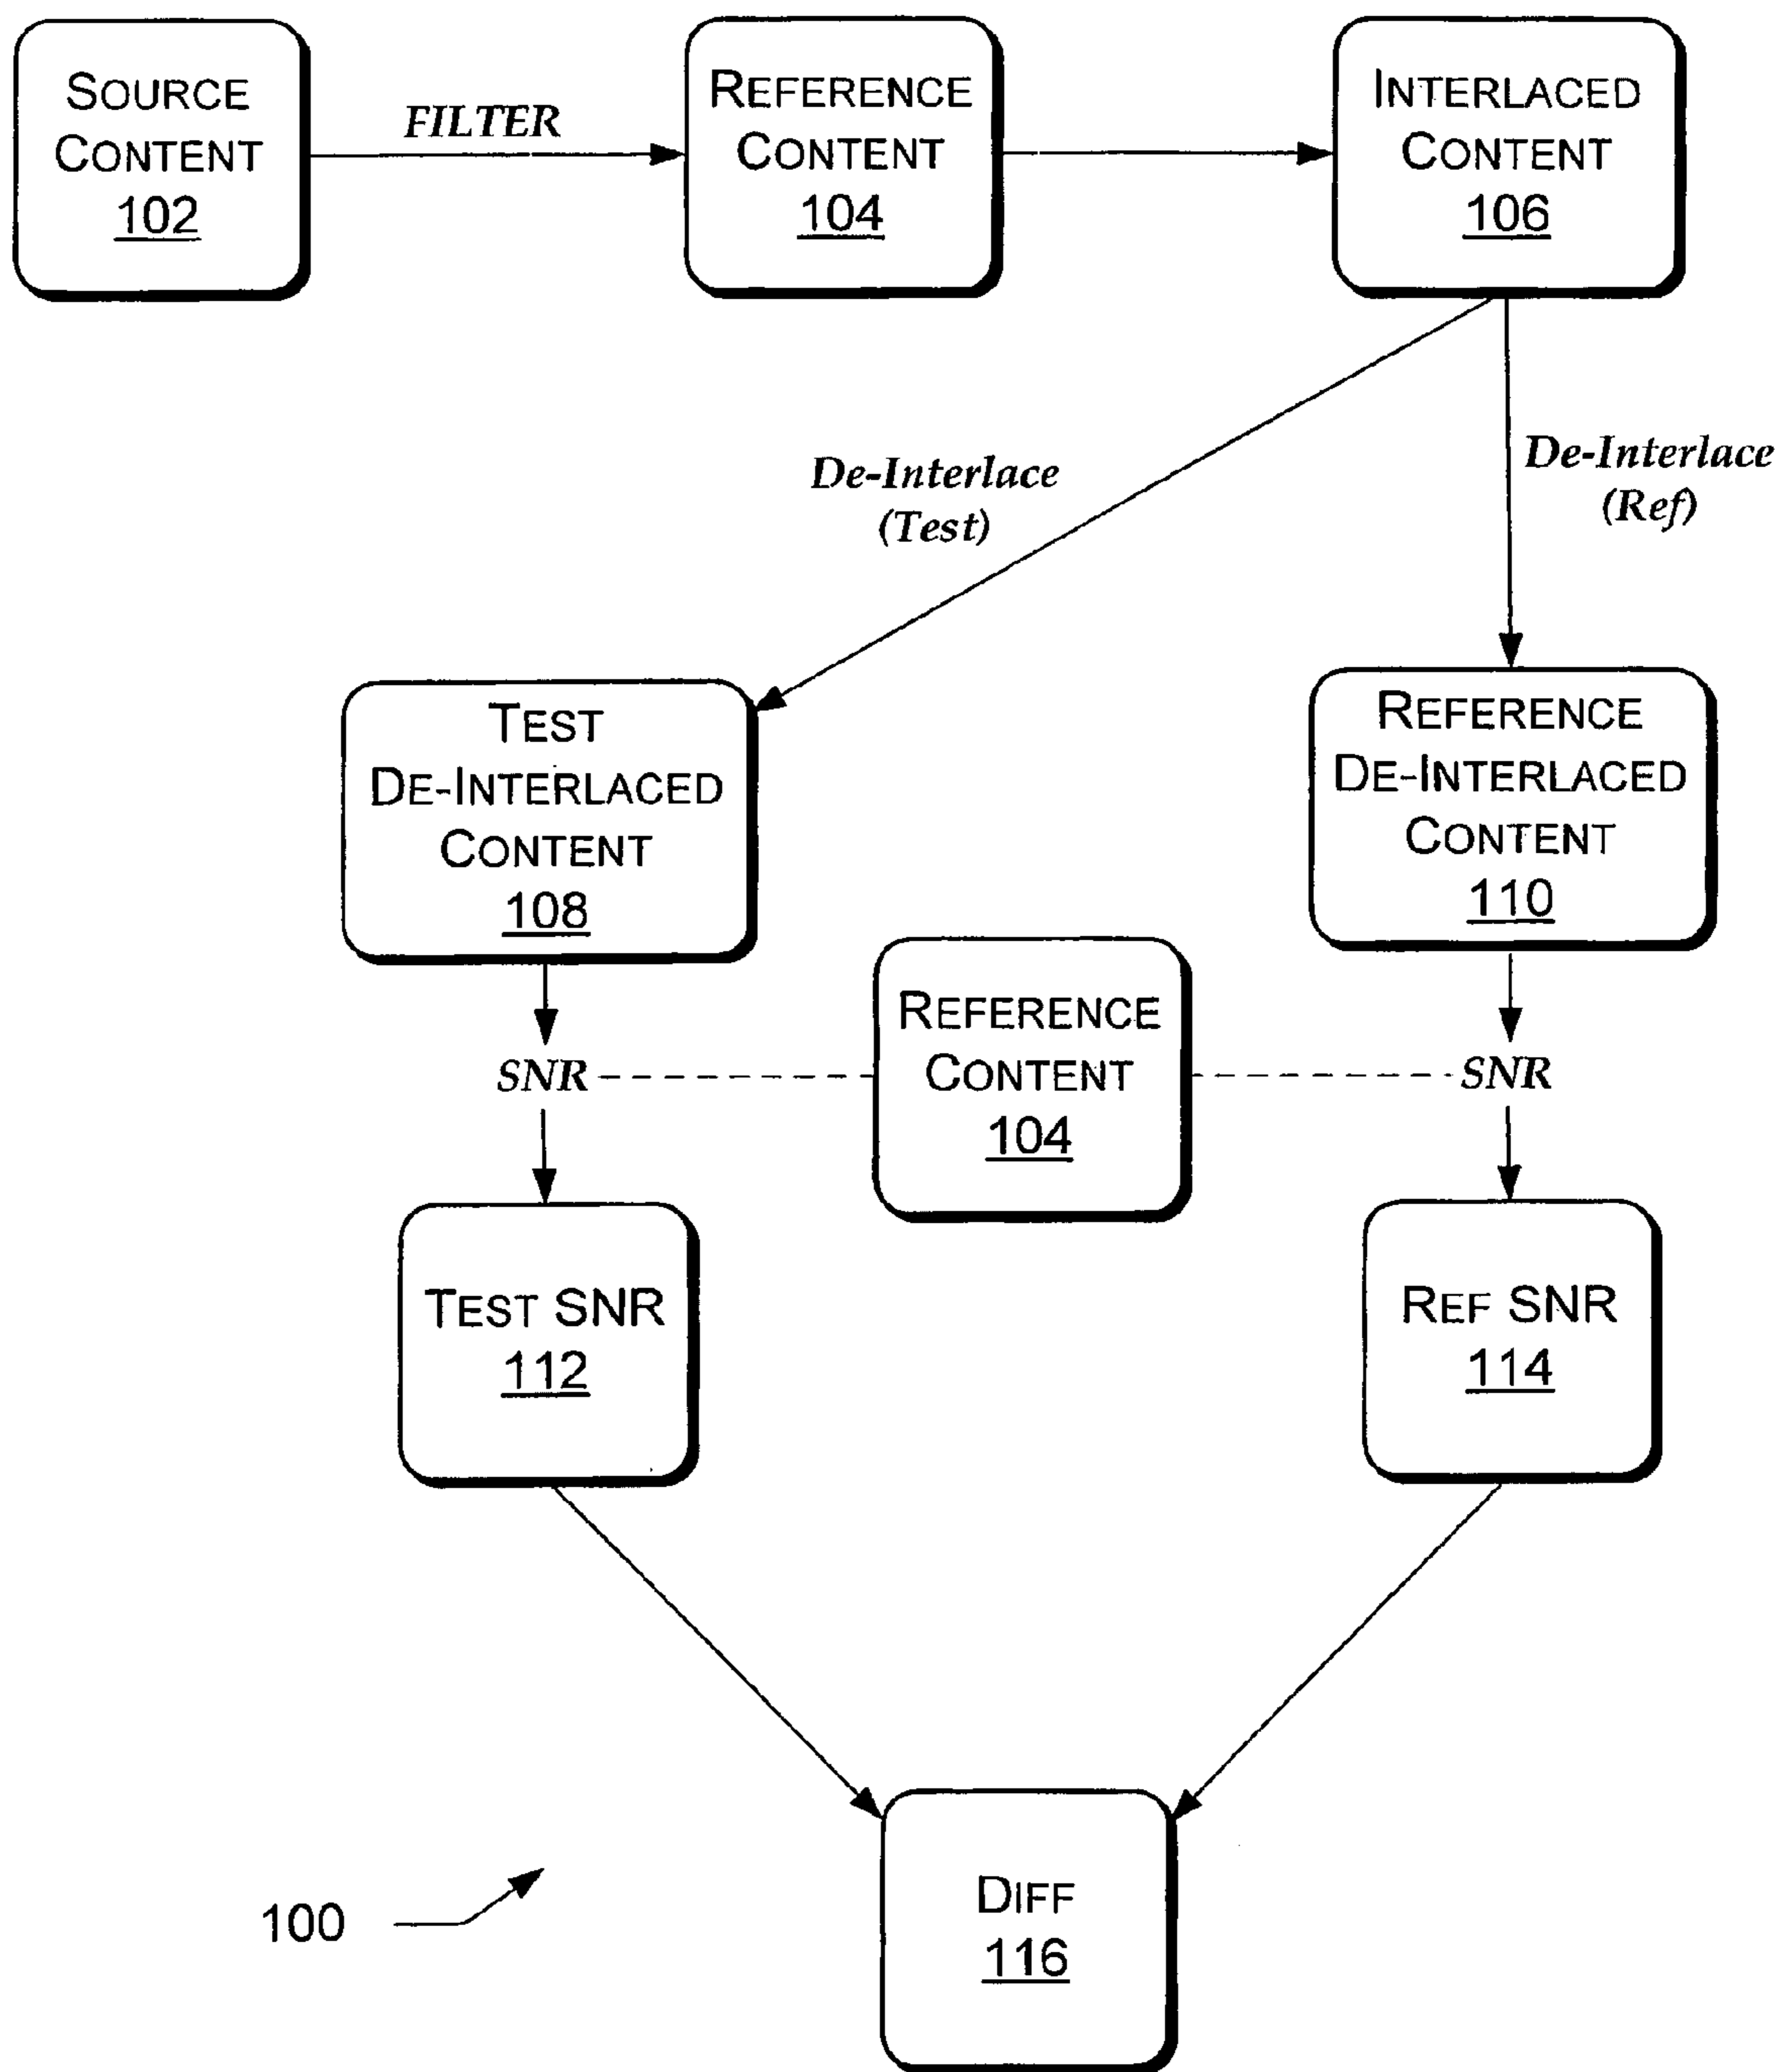 SOURCE
CONTENT
102
FILTER
REFERENCE
CONTENT
104
INTERLACED
CONTENT
106
De-Interlace
(Test)
De-Interlace
(Ref)
TEST
DE-INTERLACED
CONTENT
108
REFERENCE
DE-INTERLACED
CONTENT
110
SNR
REFERENCE
CONTENT
104
SNR
TEST SNR
112
REF SNR
114
100
DIFF
116